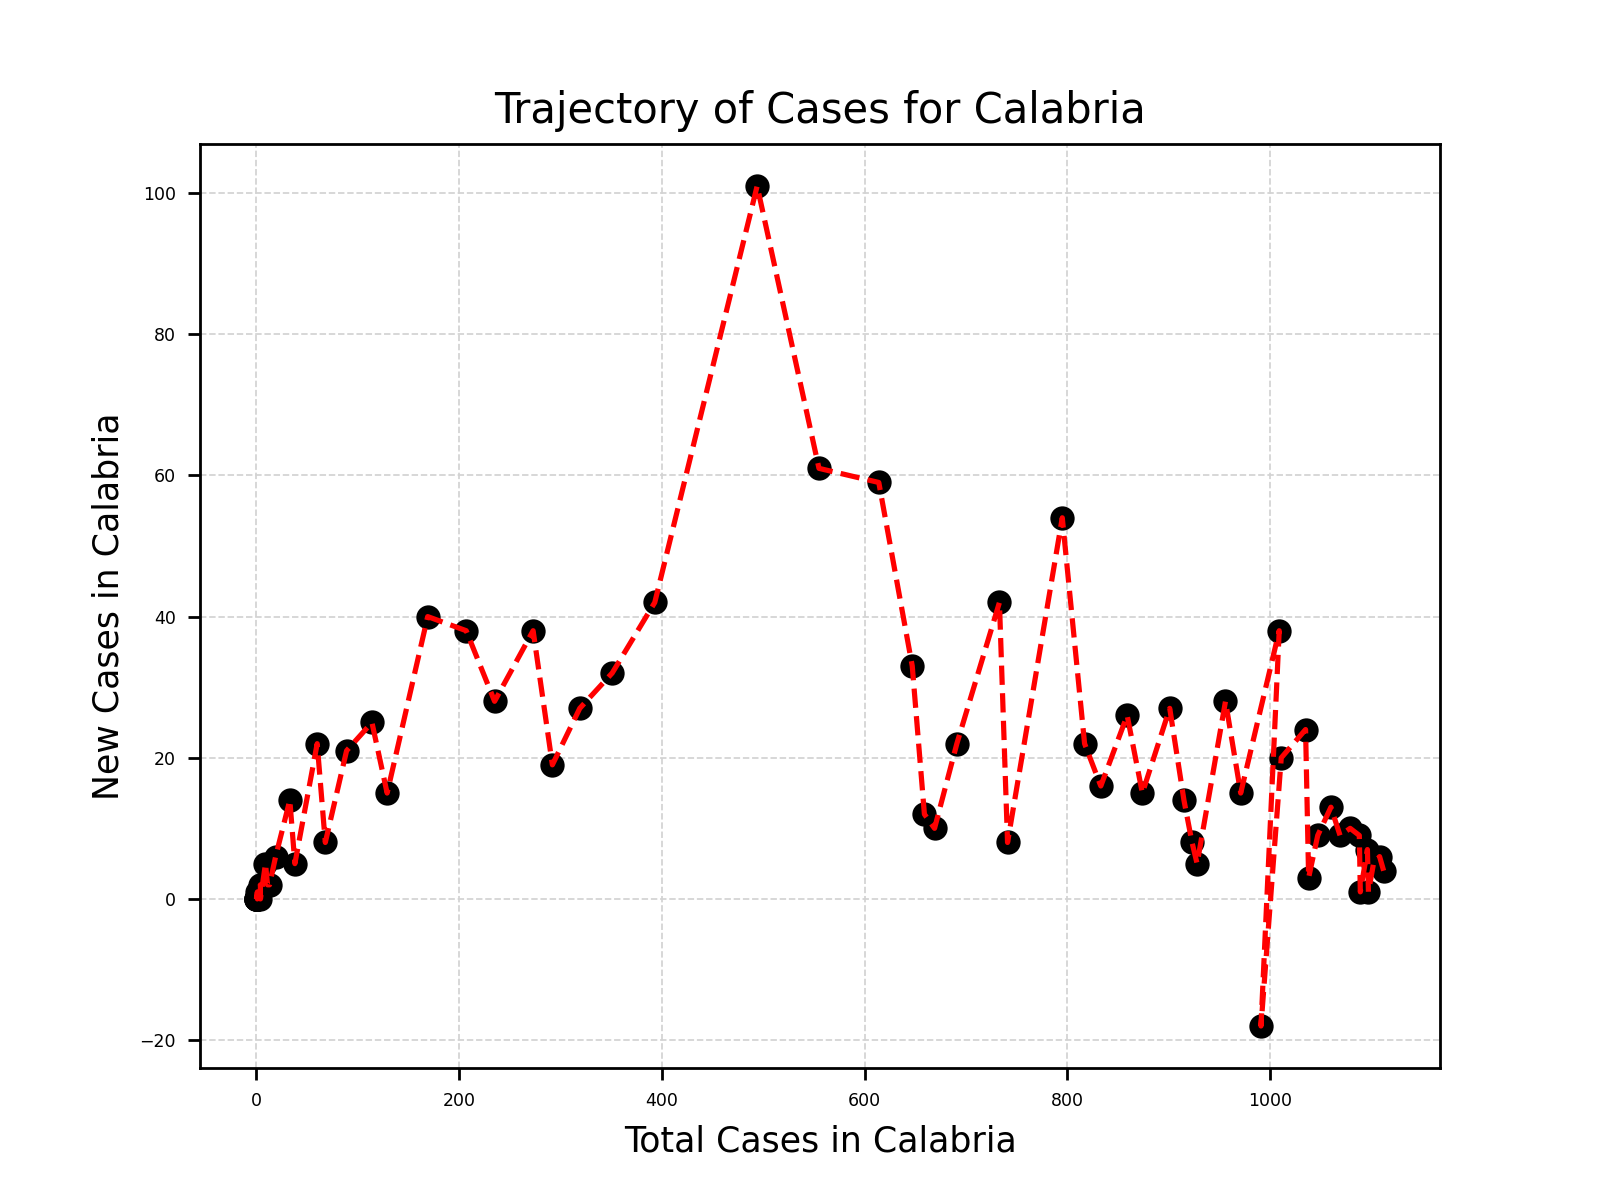 Trajectory of Cases for Calabria
New Cases in Calabria
100
80
60
40
20
0
−20
0 200 400 600 800 1000
Total Cases in Calabria